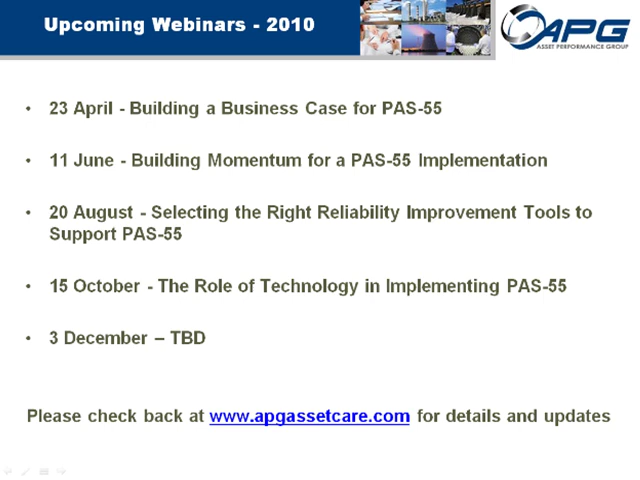 Upcoming Webinars - 2010
APG
ASSET PERFORMANCE GROUP
• 23 April - Building a Business Case for PAS-55
• 11 June - Building Momentum for a PAS-55 Implementation
• 20 August - Selecting the Right Reliability Improvement Tools to
Support PAS-55
• 15 October - The Role of Technology in Implementing PAS-55
• 3 December – TBD
Please check back at www.apgassetcare.com for details and updates